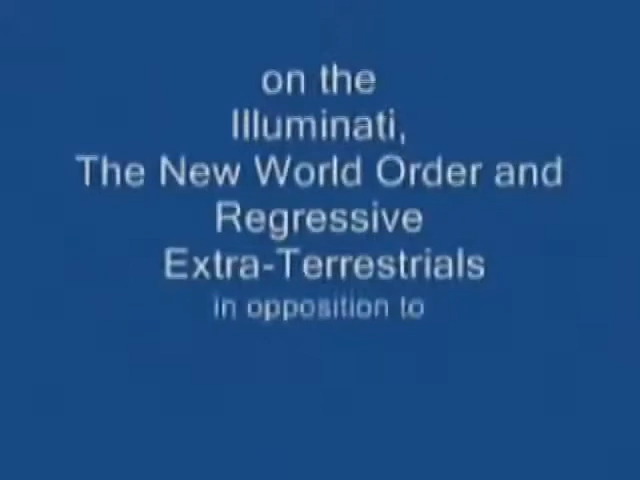 on the
Illuminati,
The New World Order and
Regressive
Extra-Terrestrials
in opposition to